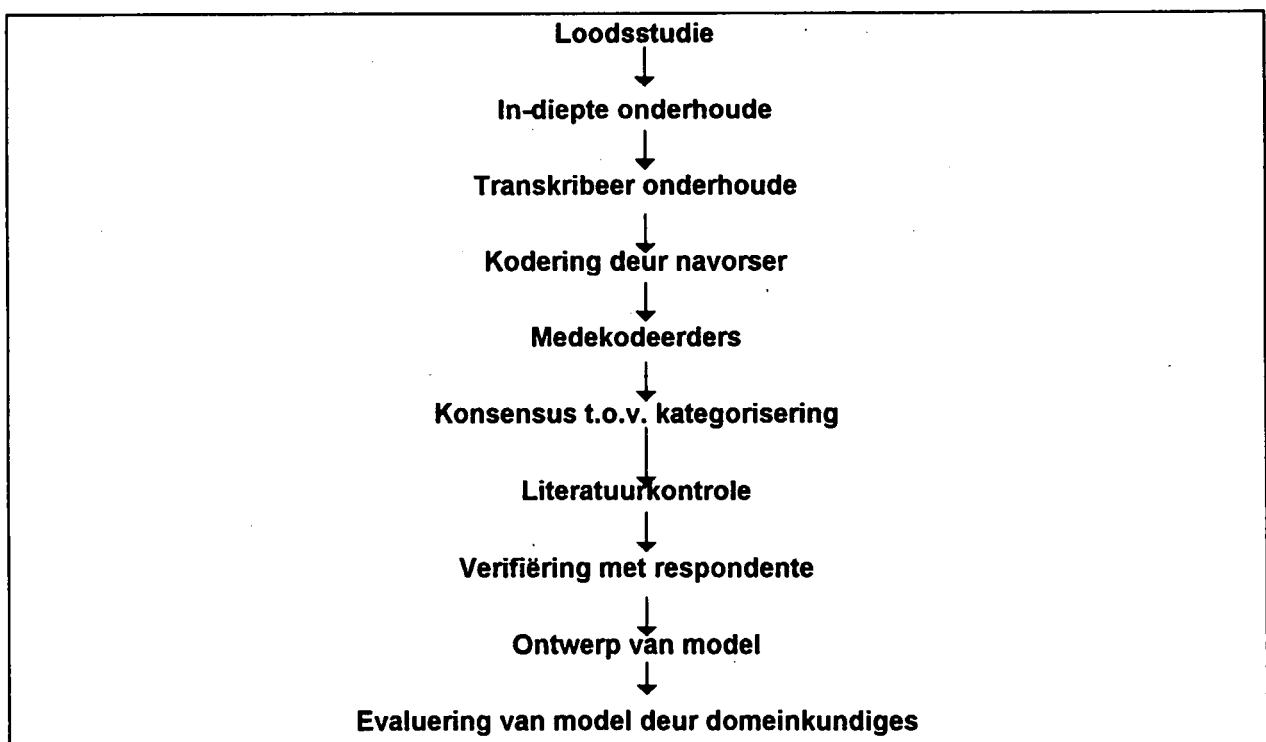 Loodsstudie
In-diepte onderhoude
Transkribeer onderhoude
Kodering deur navorser
Medekodeerders
Konsensus t.o.v. kategorisering
Literatuurkontrole
Verifiëring met respondente
Ontwerp van model
Evaluering van model deur domeinkundiges